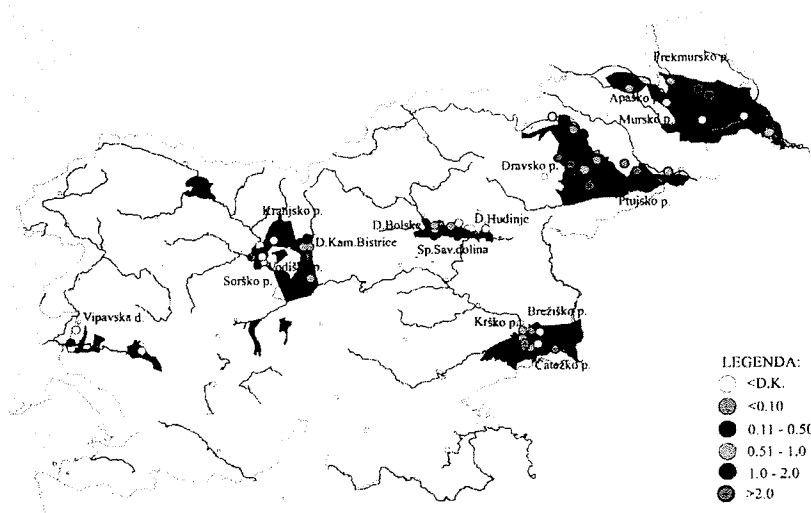 Prekmursko p.
Apaško p.
Mursko p.
Dravsko p.
Ptujsko p.
Kranjsko p.
D.Bolske
D.Hudinje
D.Kam.Bistrice
Sp.Sav.dolina
Sorško p.
Vipavska d.
Brežiško p.
Krško p.
Čatežko p.
LEGENDA:
<D.K.
<0.10
0.11 - 0.50
0.51 - 1.0
1.0 - 2.0
>2.0